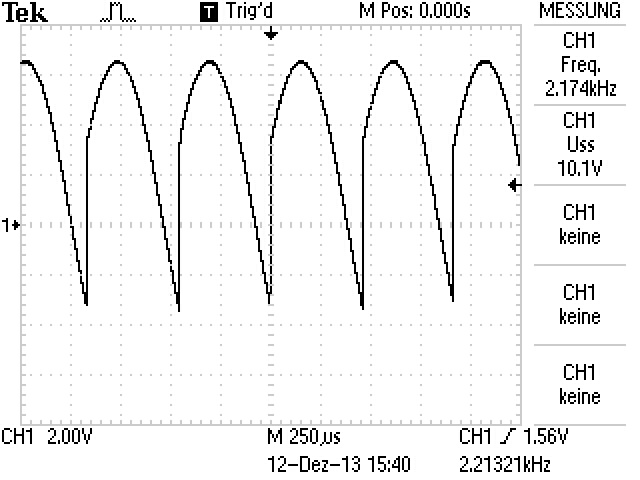 Tek T Trig'd M Pos: 0.000s MESSUNG
CH1
Freq.
2.174kHz
CH1
Uss
10.1V
CH1
keine
CH1
keine
CH1
keine
1
CH1 2.00V M 250µs CH1 1.56V
12-Dez-13 15:40 2.21321kHz